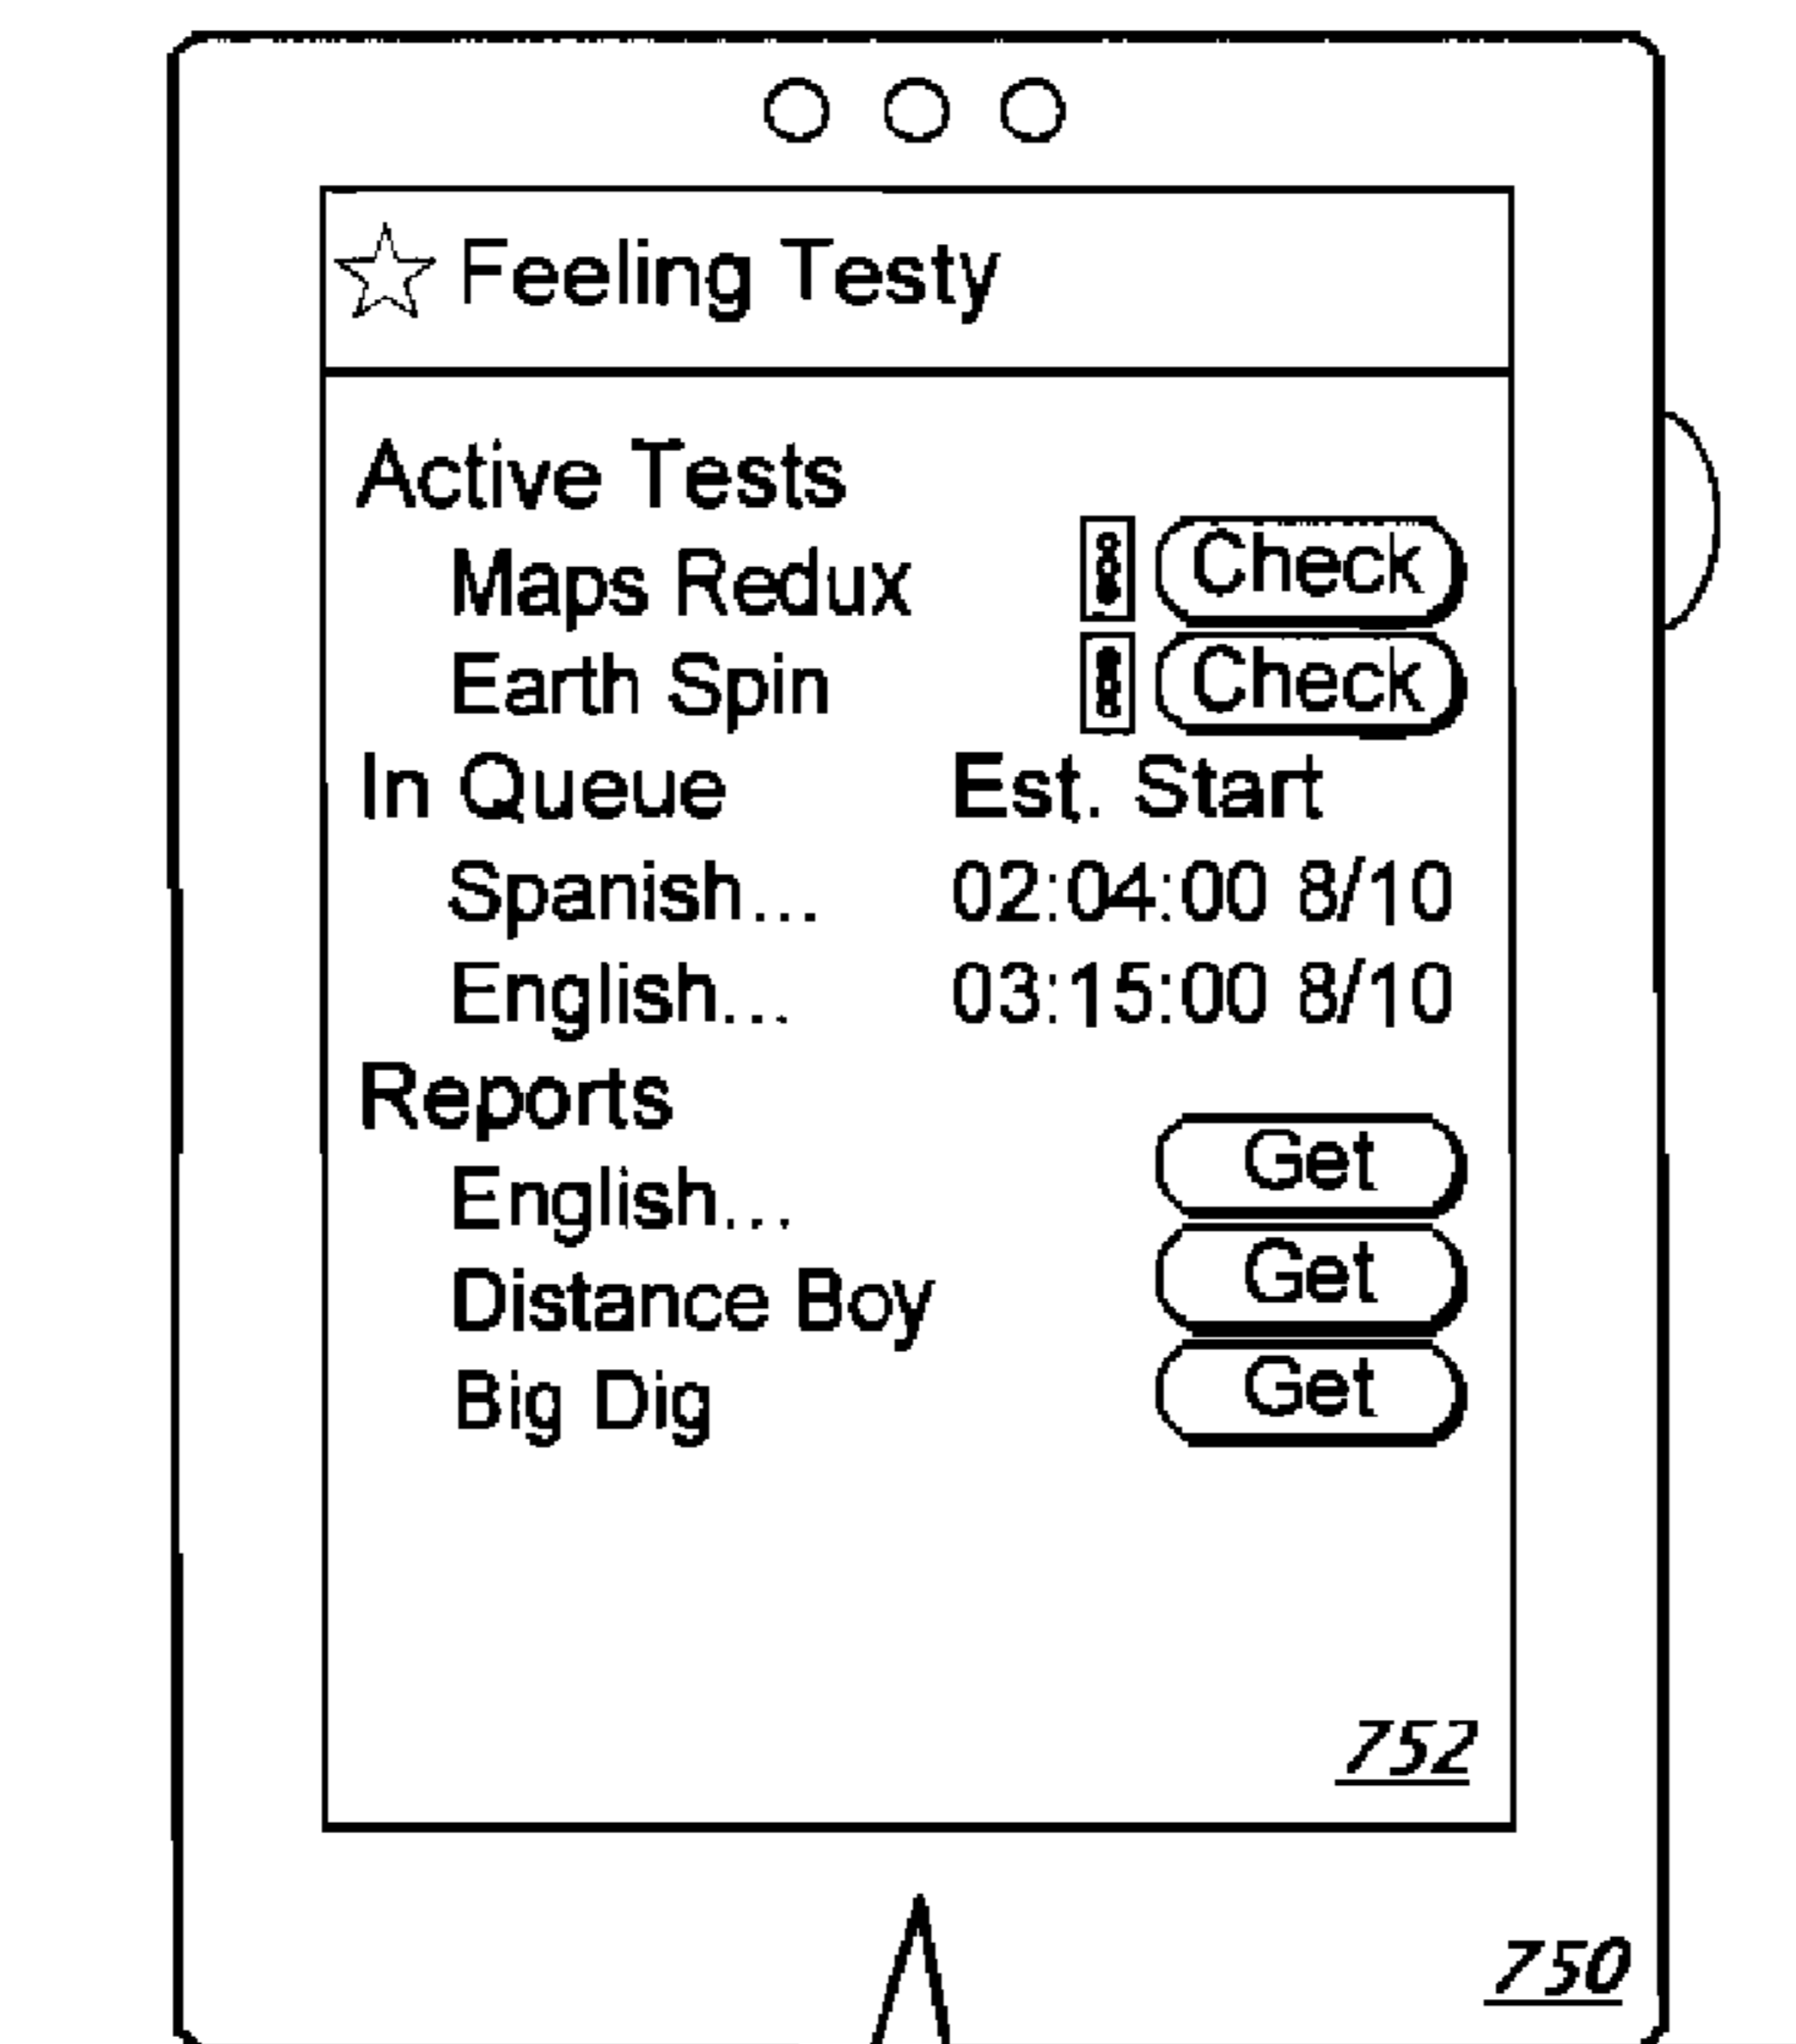 Feeling Testy
Active Tests
Maps Redux Check
Earth Spin Check
In Queue Est. Start
Spanish... 02:04:00 8/10
English... 03:15:00 8/10
Reports
English... Get
Distance Boy Get
Big Dig Get
752
750